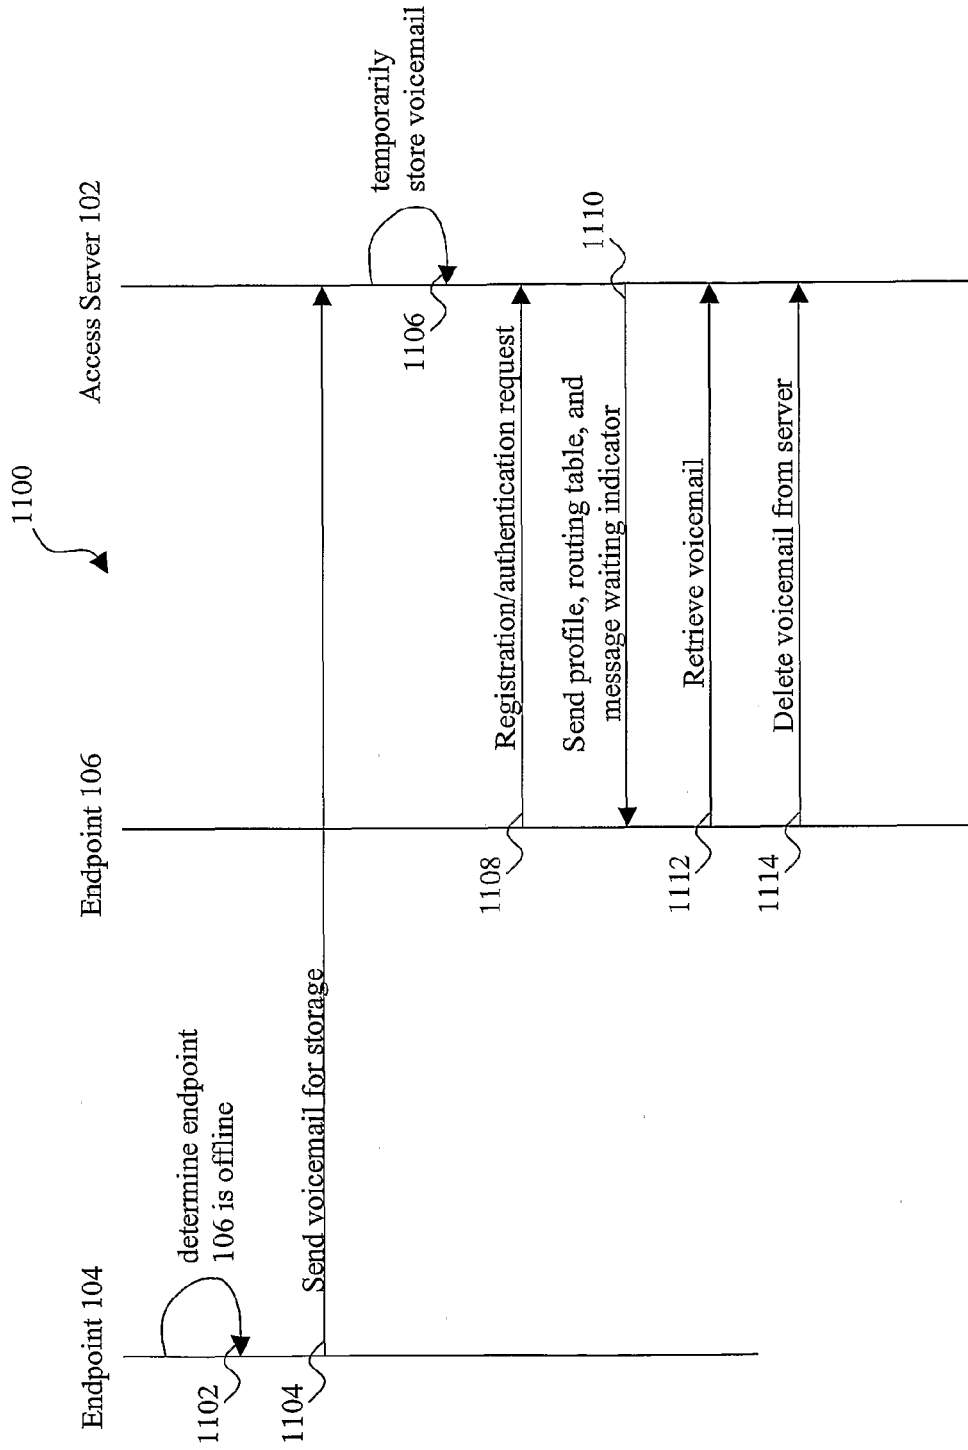 1100
Endpoint 104
Endpoint 106
Access Server 102
determine endpoint
106 is offline
1102
Send voicemail for storage
1104
temporarily
store voicemail
1106
Registration/authentication request
1108
Send profile, routing table, and
message waiting indicator
1110
Retrieve voicemail
1112
Delete voicemail from server
1114